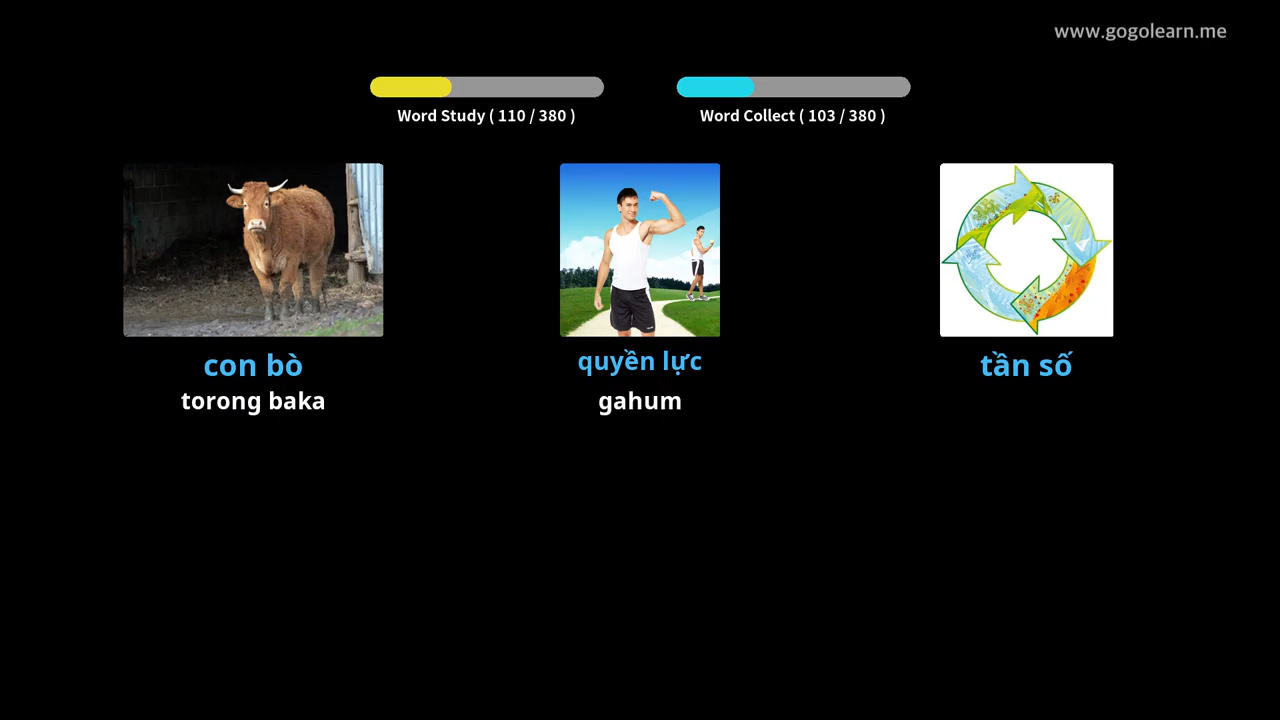 www.gogolearn.me
Word Study ( 110 / 380 )
Word Collect ( 103 / 380 )
con bò
quyền lực
tần số
torong baka
gahum